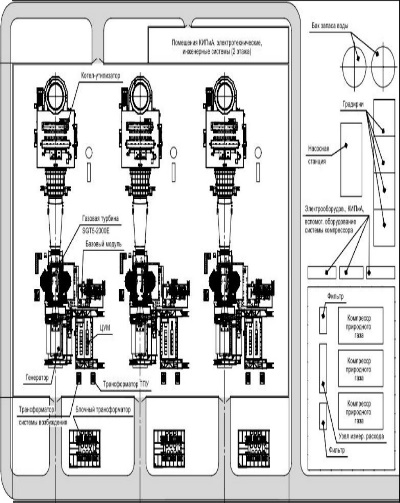 Помещения КИПиА, электротехнические,
инженерные системы (2 этажа)
Бак запаса воды
Котел-утилизатор
Градирни
Насосная
станция
Электрооборудов., КИПиА,
вспомог. оборудование
системы компрессора
Газовая турбина
SGT5-2000E
Базовый модуль
ЦУМ
Фильтр
Компрессор
природного
газа
Компрессор
природного
газа
Компрессор
природного
газа
Генератор
Трансформатор ТПУ
Трансформатор
системы возбуждения
Блочный трансформатор
Узел измер. расхода
Фильтр